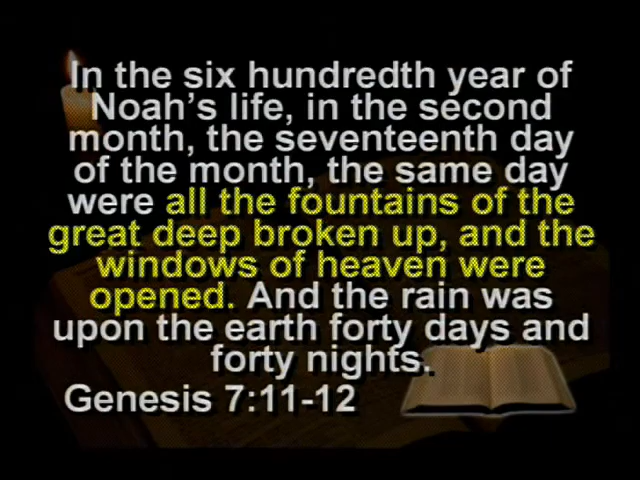 In the six hundredth year of
Noah's life, in the second
month, the seventeenth day
of the month, the same day
were all the fountains of the
great deep broken up, and the
windows of heaven were
opened. And the rain was
upon the earth forty days and
forty nights.
Genesis 7:11-12